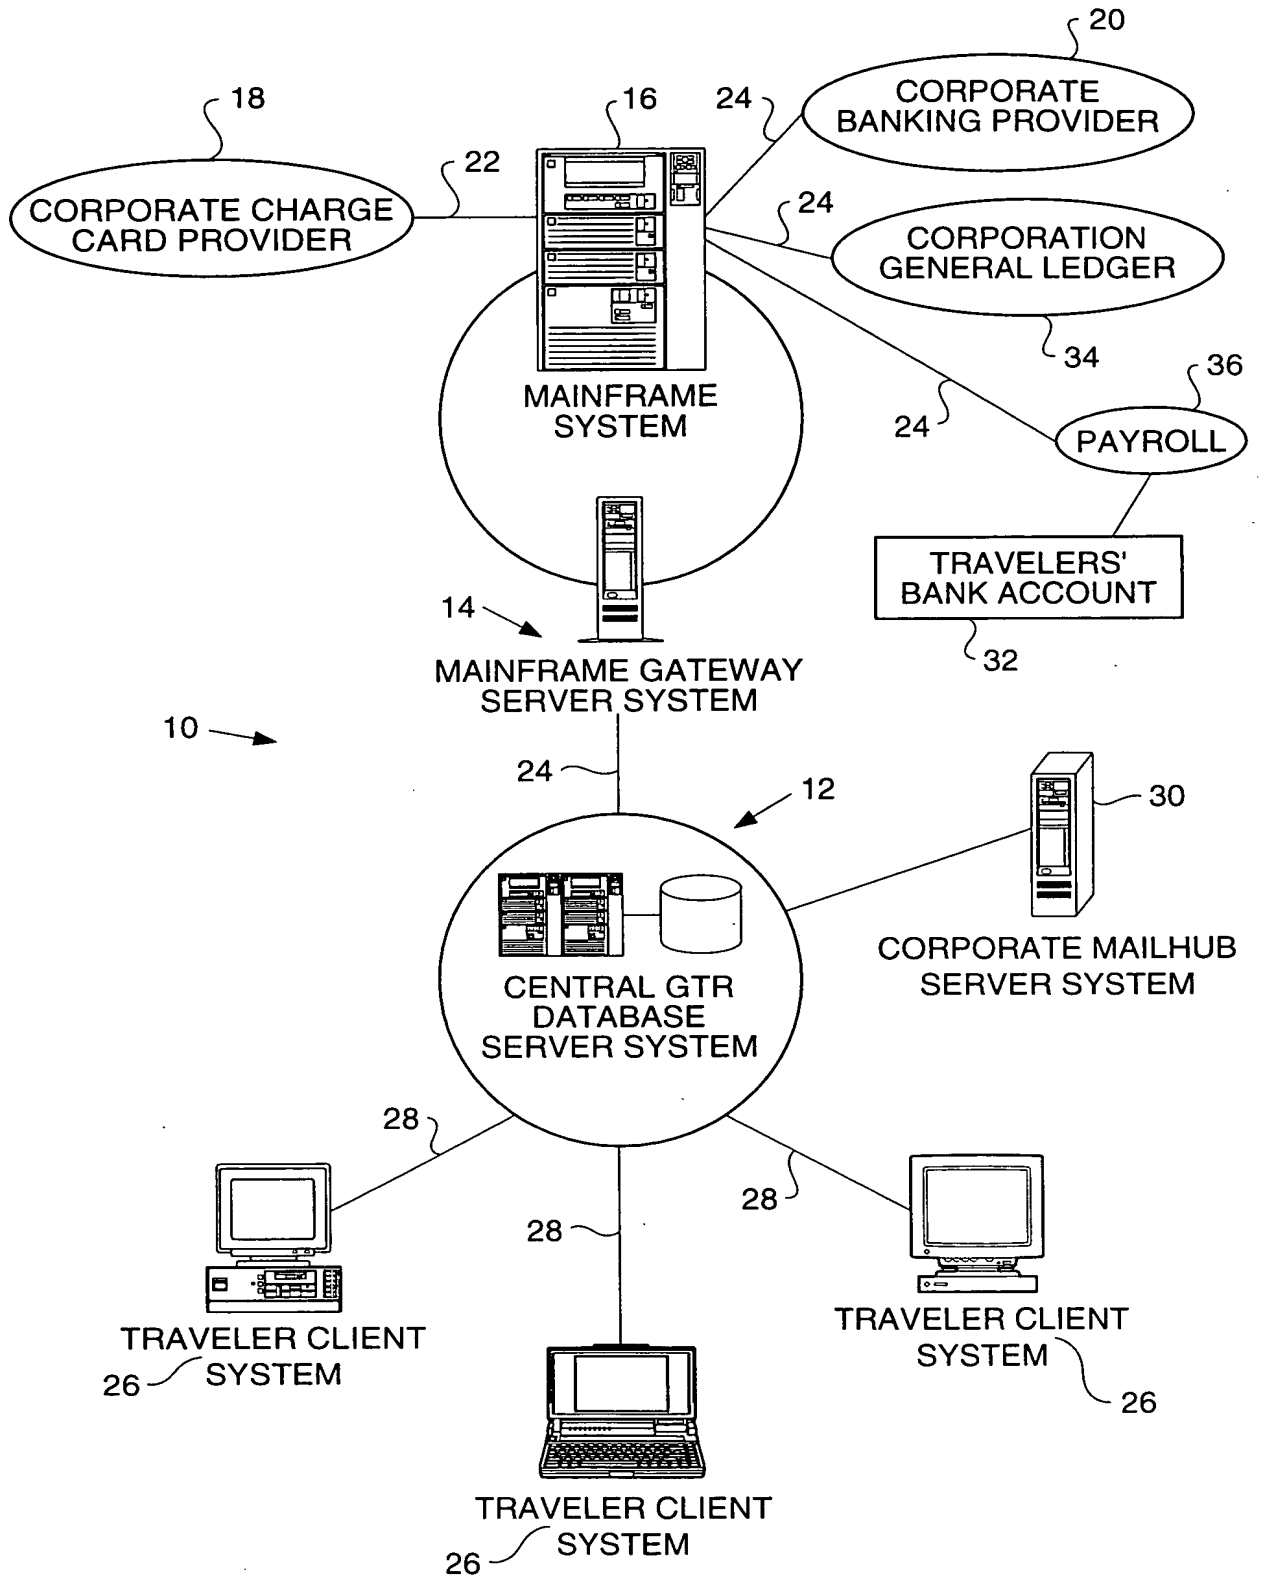 20
CORPORATE
BANKING PROVIDER
18
16
24
22
CORPORATE CHARGE
CARD PROVIDER
24
CORPORATION
GENERAL LEDGER
34
36
MAINFRAME
SYSTEM
24
PAYROLL
TRAVELERS'
BANK ACCOUNT
32
14
MAINFRAME GATEWAY
SERVER SYSTEM
10
24
12
30
CORPORATE MAILHUB
SERVER SYSTEM
CENTRAL GTR
DATABASE
SERVER SYSTEM
28
28
28
TRAVELER CLIENT
SYSTEM
26
TRAVELER CLIENT
SYSTEM
26
TRAVELER CLIENT
SYSTEM
26